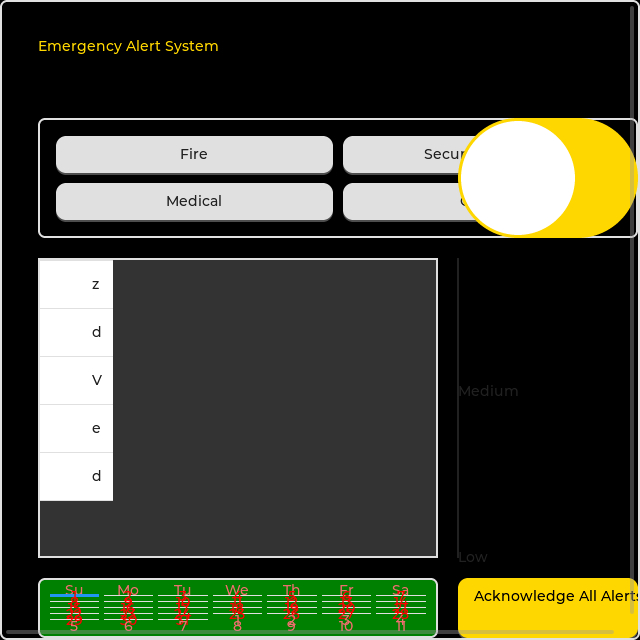 Emergency Alert System
Fire
Medical
z
d
V
e
d
Medium
Low
Su Mo Tu We Th Fr Sa
5 6 7 8 9 10 11
Acknowledge All Alerts